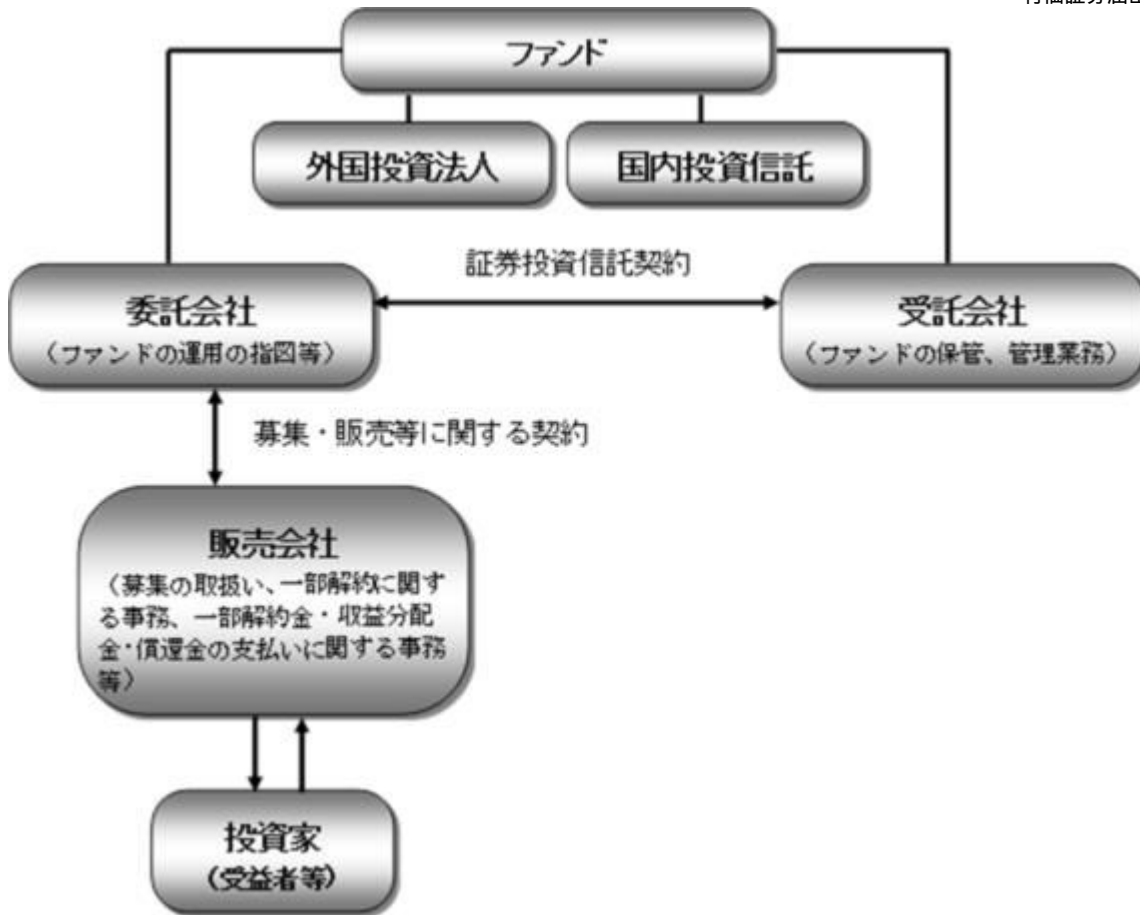 ファンド
外国投資法人
国内投資信託
証券投資信託契約
委託会社
（ファンドの運用の指図等）
受託会社
（ファンドの保管、管理業務）
募集・販売等に関する契約
販売会社
（募集の取扱い、一部解約に関す
る事務、一部解約金・収益分配
金・償還金の支払いに関する事務
等）
投資家
（受益者等）